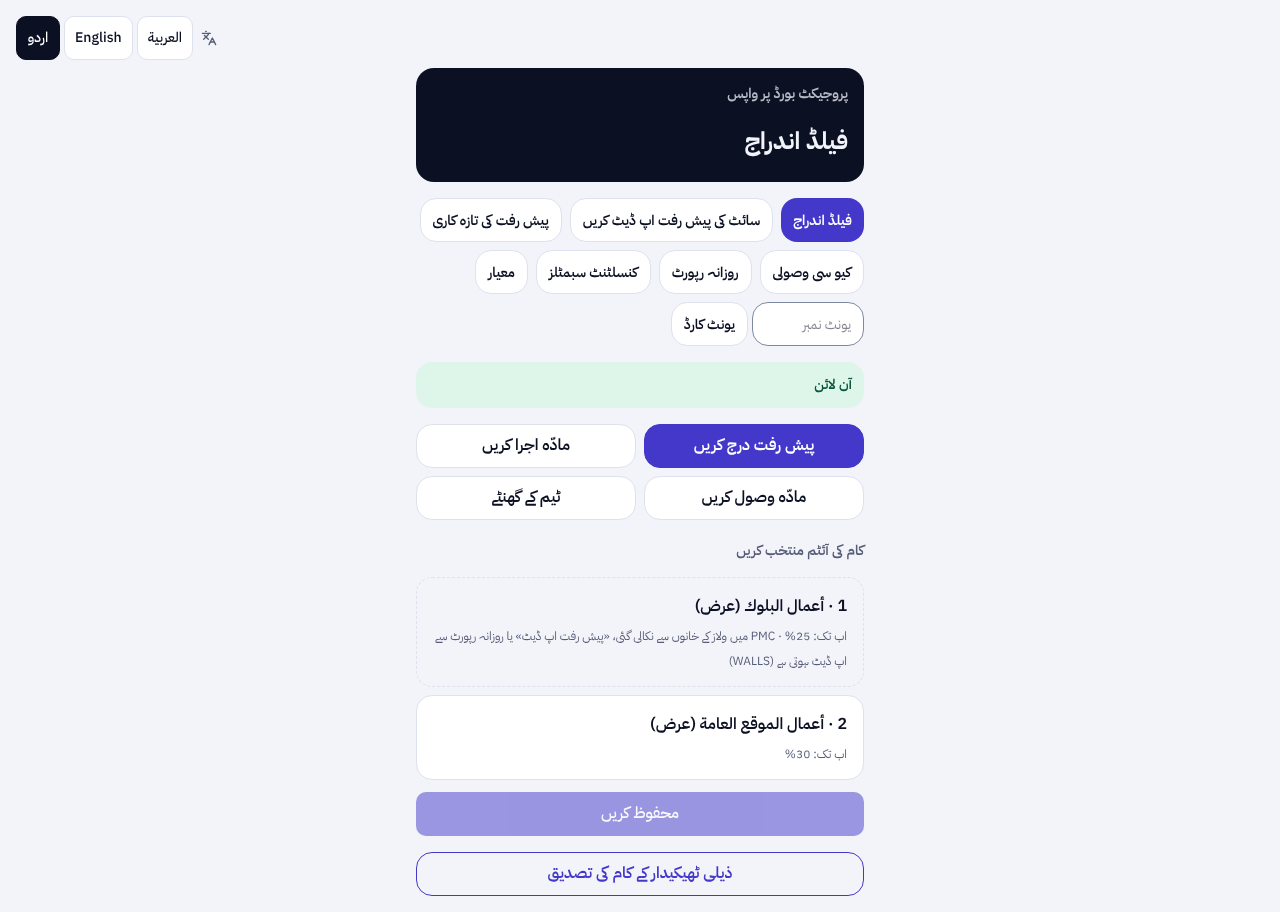 العربية
English
اردو
پروجیکٹ بورڈ پر واپس
فیلڈ اندراج
فیلڈ اندراج
سائٹ کی پیش رفت اپ ڈیٹ کریں
پیش رفت کی تازہ کاری
کیو سی وصولی
روزانہ رپورٹ
کنسلٹنٹ سبمٹلز
معیار
یونٹ نمبر
یونٹ کارڈ
آن لائن
پیش رفت درج کریں
مادّہ اجرا کریں
مادّہ وصول کریں
ٹیم کے گھنٹے
کام کی آئٹم منتخب کریں
1 · أعمال البلوك (عرض)
اب تک: 25% · PMC میں ولاز کے خانوں سے نکالی گئی، «پیش رفت اپ ڈیٹ» یا روزانہ رپورٹ سے
اپ ڈیٹ ہوتی ہے (WALLS)
2 · أعمال الموقع العامة (عرض)
اب تک: 30%
محفوظ کریں
ذیلی ٹھیکیدار کے کام کی تصدیق